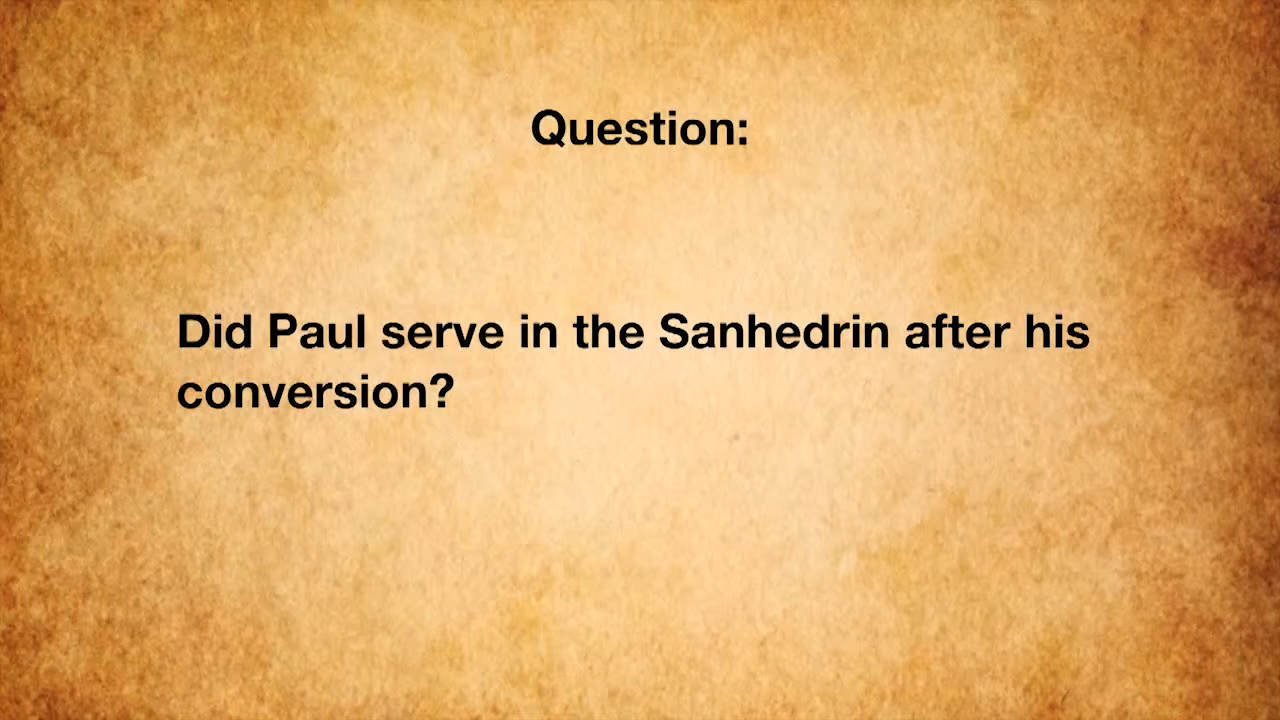 Question:
Did Paul serve in the Sanhedrin after his
conversion?